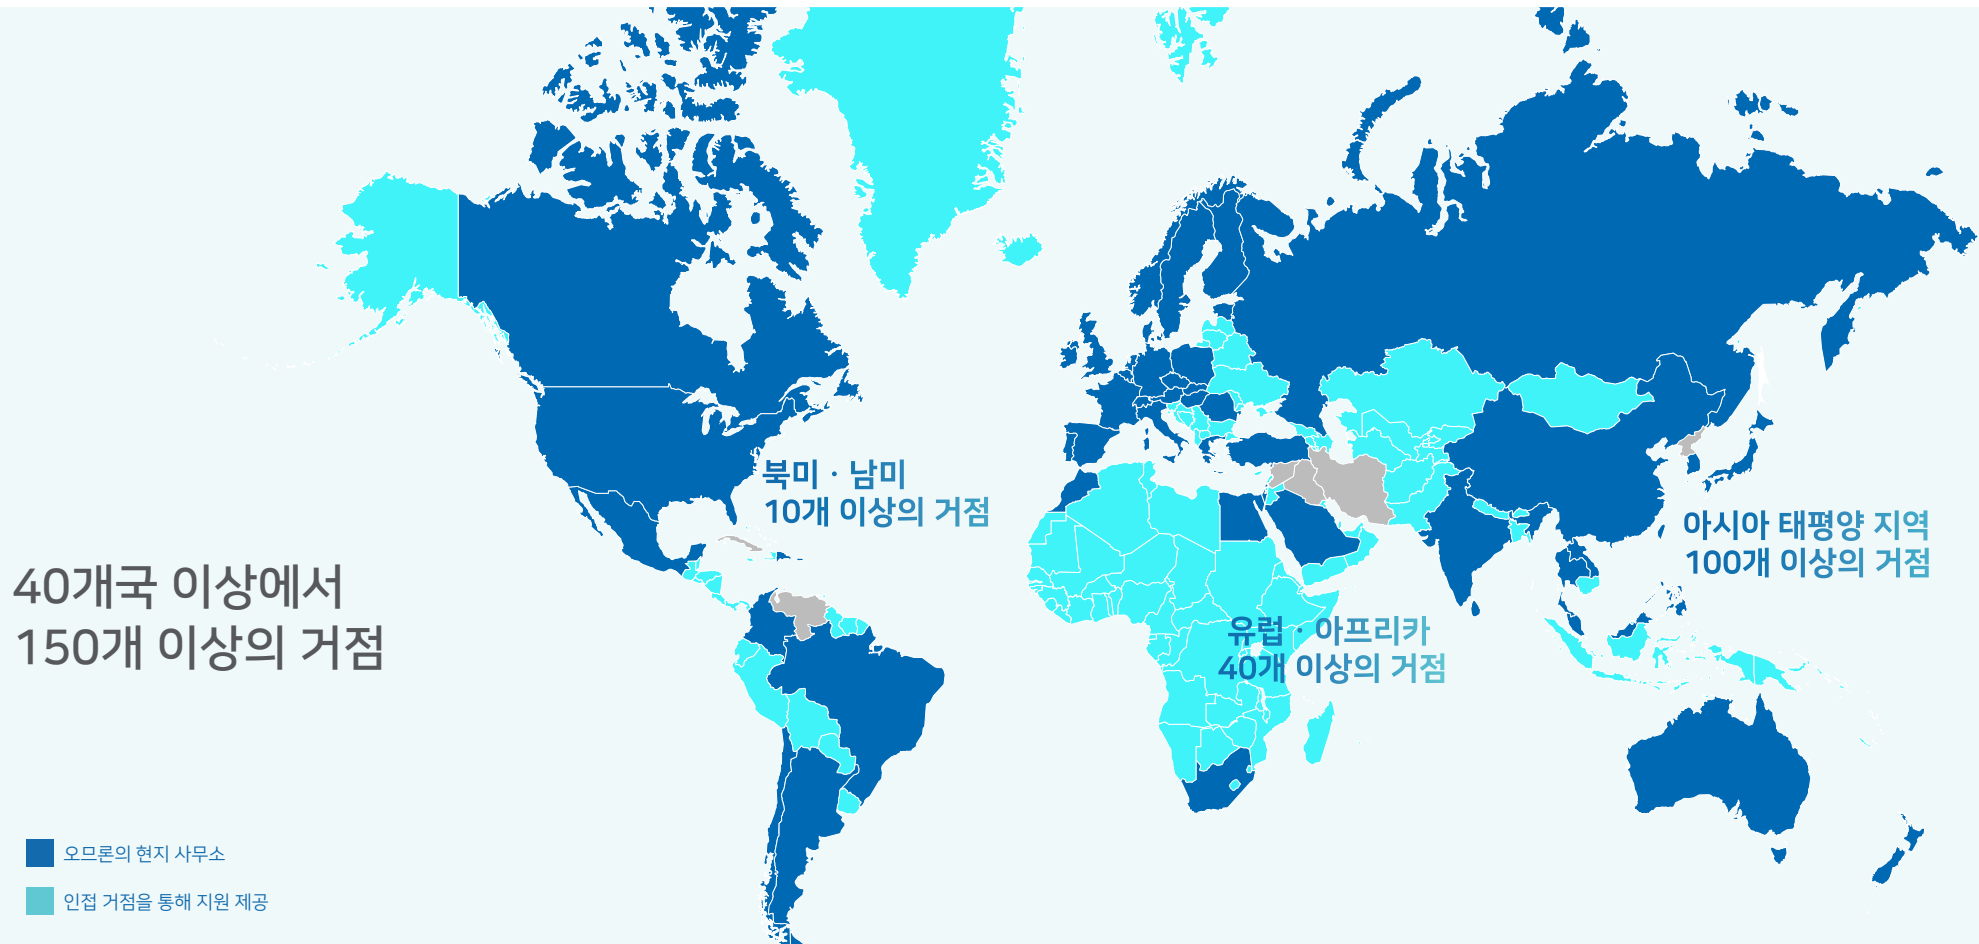 북미 · 남미
10개 이상의 거점
아시아 태평양 지역
100개 이상의 거점
40개국 이상에서
150개 이상의 거점
유럽 · 아프리카
40개 이상의 거점
오므론의 현지 사무소
인접 거점을 통해 지원 제공